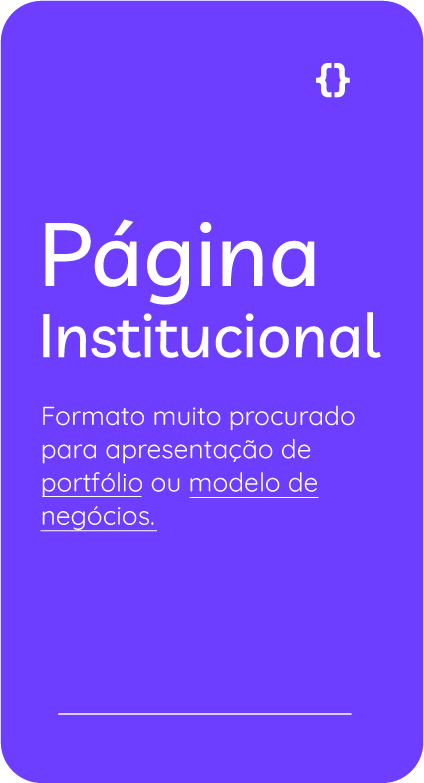 {}
Página
Institucional
Formato muito procurado
para apresentação de
portfólio ou modelo de
negócios.